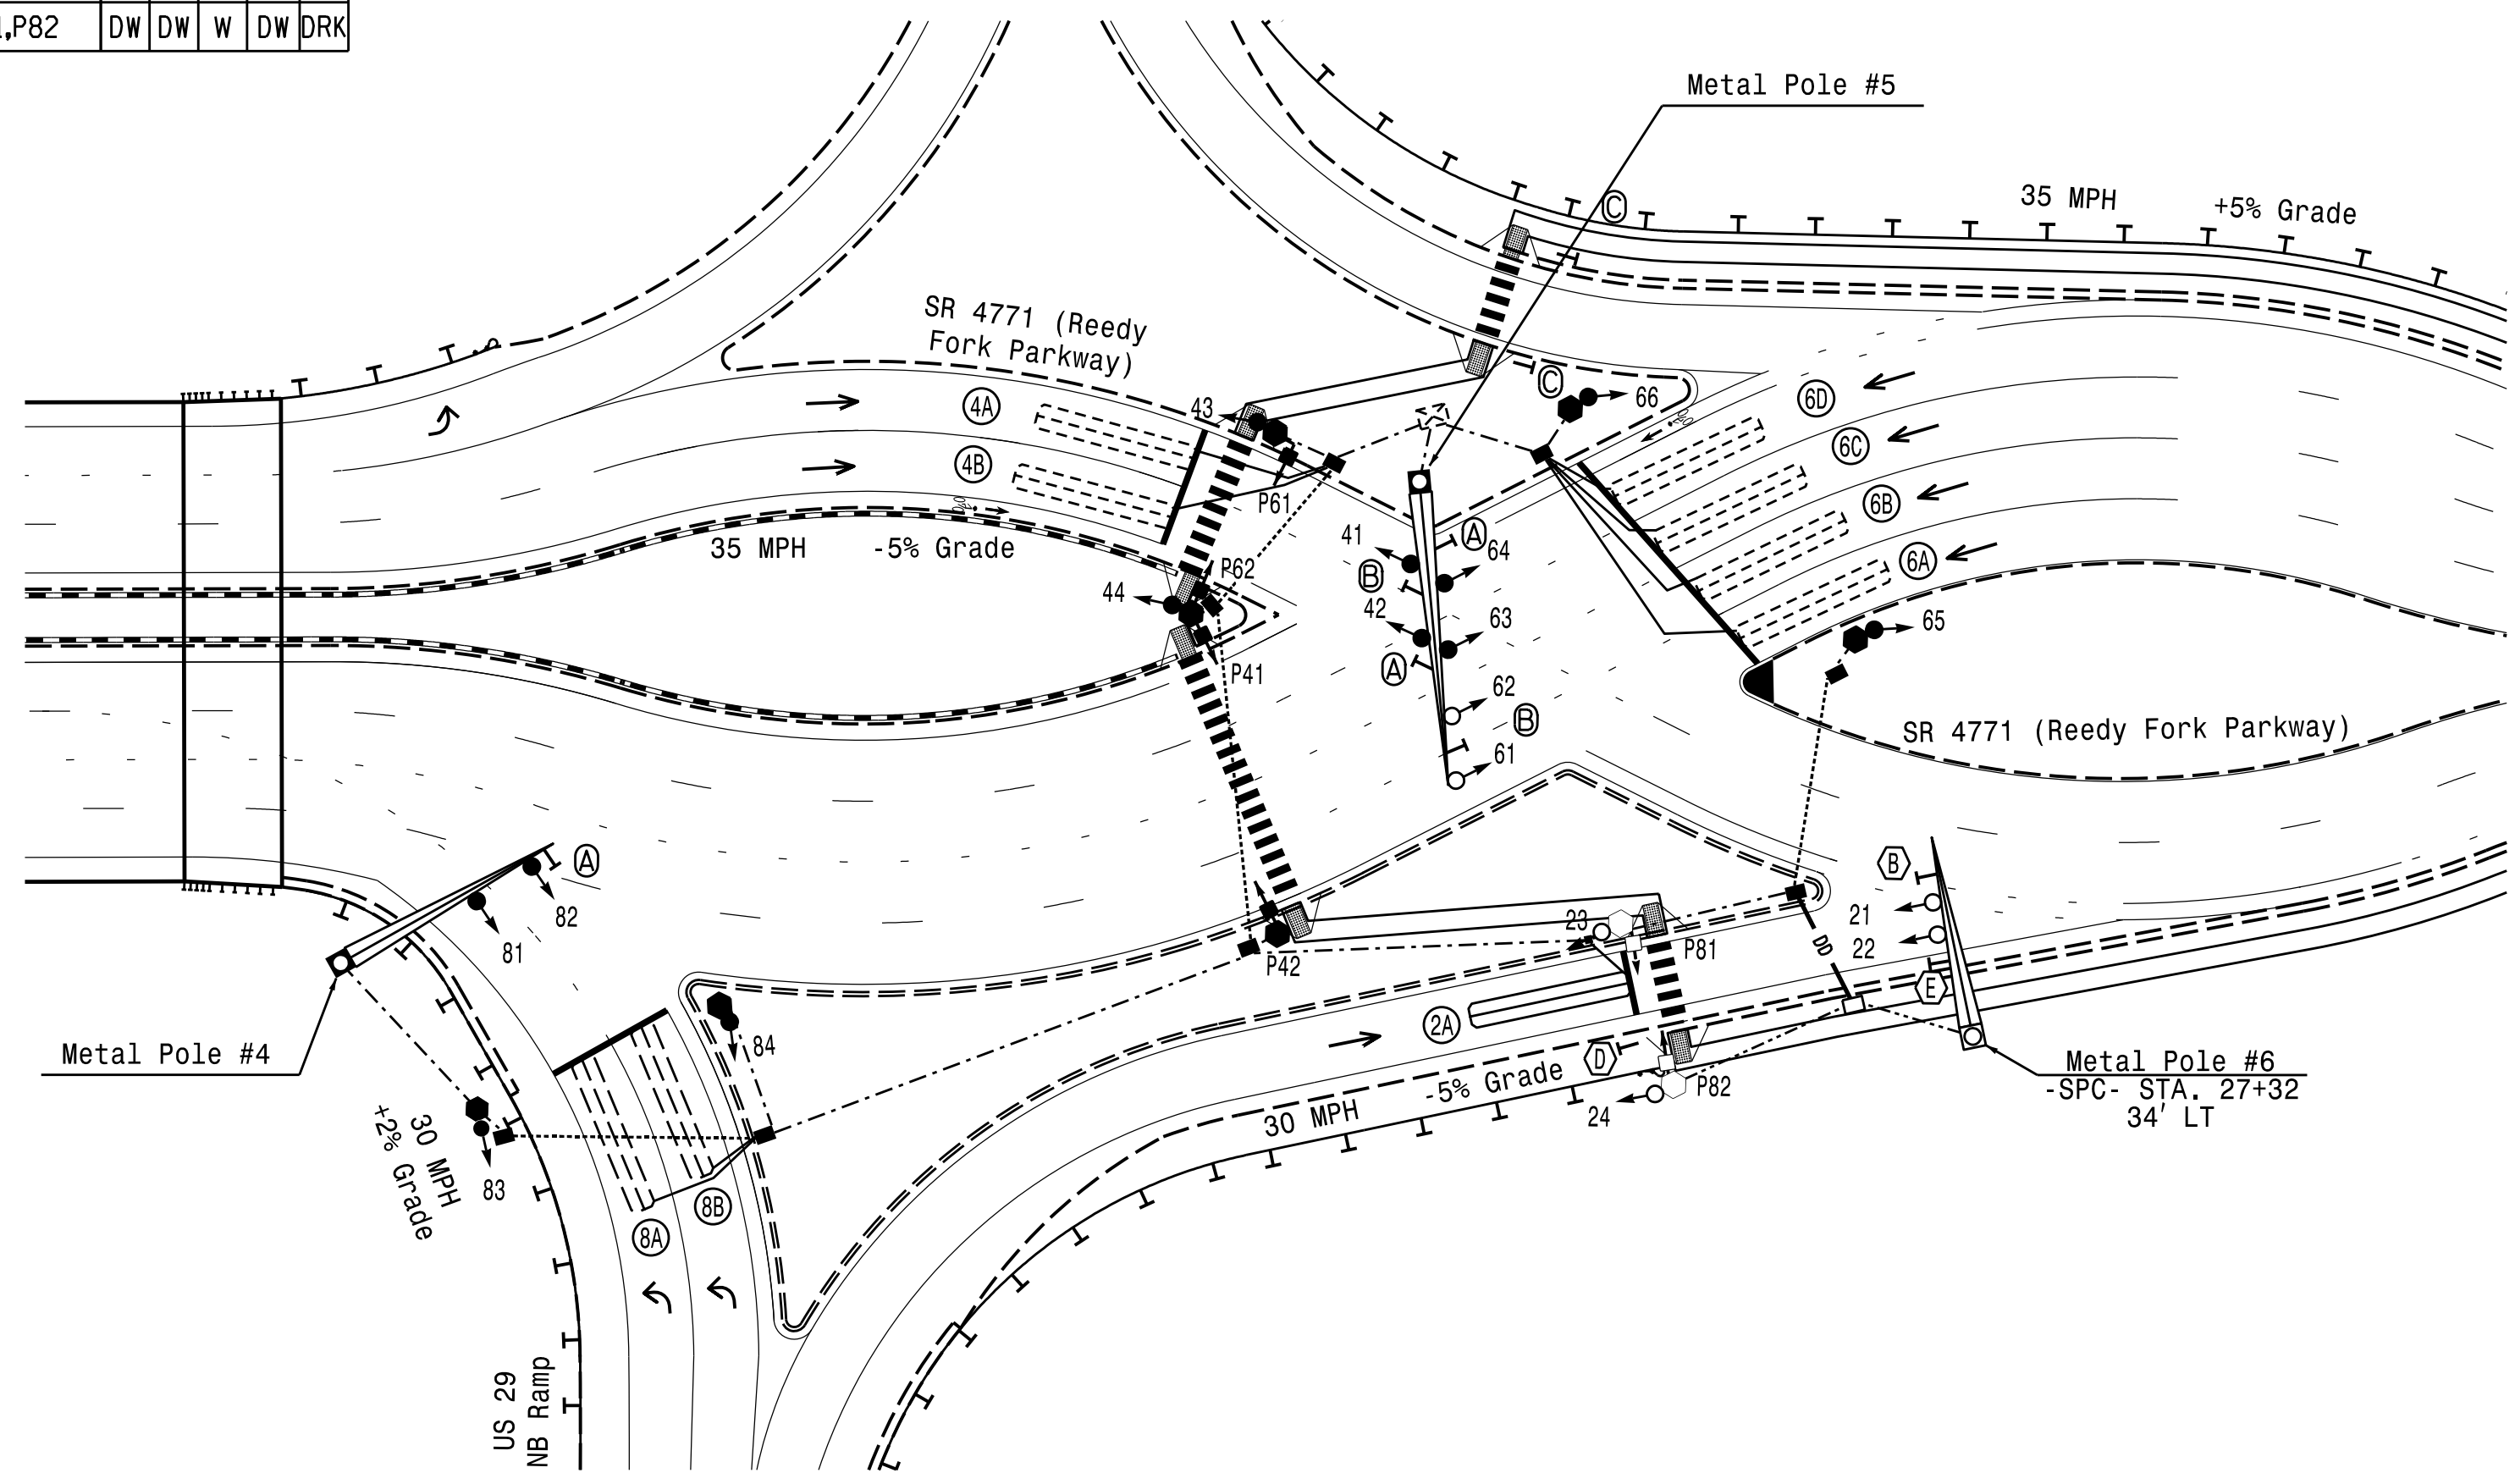 ,P82 DW DW W DW DRK
Metal Pole #5
35 MPH +5% Grade
C
SR 4771 (Reedy
Fork Parkway)
C
66
6D
4A
43
6C
4B
P61
6B
35 MPH -5% Grade
41
A
64
6A
P62
B
44
42
63
65
P41
A
62
B
SR 4771 (Reedy Fork Parkway)
61
A
B
82
21
23
22
81
P42
P81
DD
E
2A
84
D
Metal Pole #4
Metal Pole #6
-SPC- STA. 27+32
34' LT
-5% Grade
P82
30 MPH
24
30 MPH
+2% Grade
83
8B
8A
US 29
NB Ramp